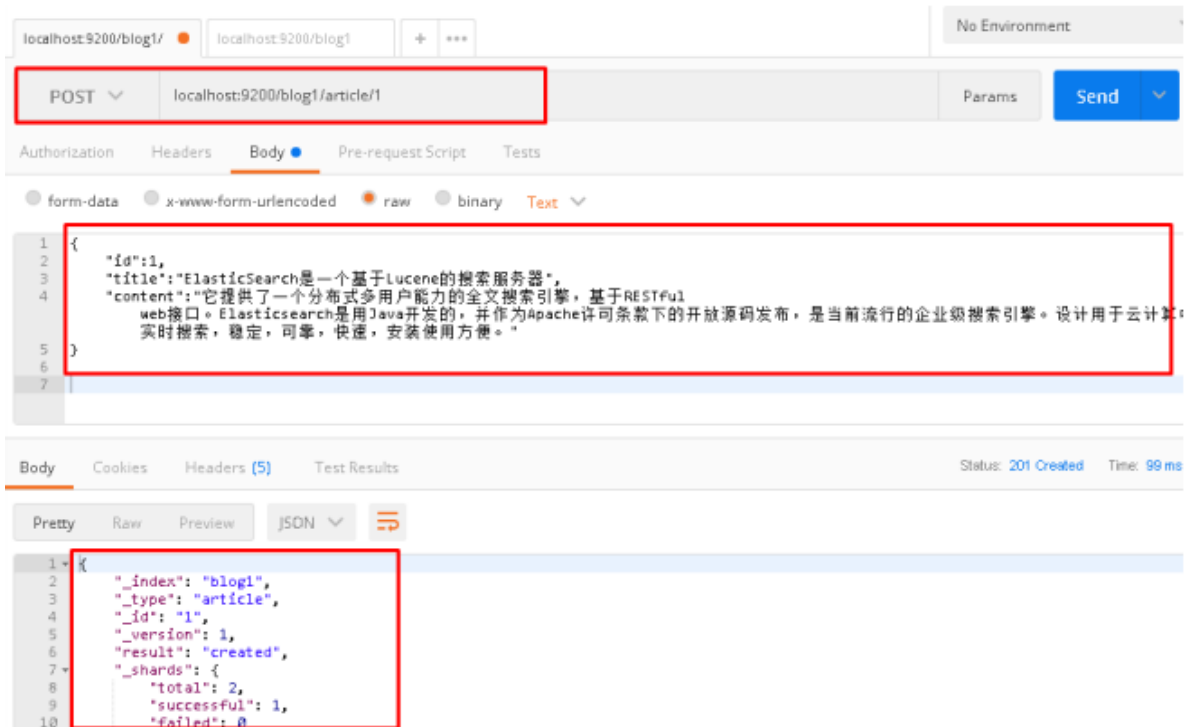 localhost:9200/blog1/ localhost:9200/blog1 + ••• No Environment
POST localhost:9200/blog1/article/1 Params Send
Authorization Headers Body Pre-request Script Tests
form-data x-www-form-urlencoded raw binary Text
1 {
2 "id":1,
3 "title":"ElasticSearch是一个基于Lucene的搜索服务器",
4 "content":"它提供了一个分布式多用户能力的全文搜索引擎，基于RESTful
web接口。Elasticsearch是用Java开发的，并作为Apache许可条款下的开放源码发布，是当前流行的企业级搜索引擎。设计用于云计算中
实时搜索，稳定，可靠，快速，安装使用方便。"
5 }
6
7
Body Cookies Headers (5) Test Results Status: 201 Created Time: 99 ms
Pretty Raw Preview JSON
1 {
2 "_index": "blog1",
3 "_type": "article",
4 "_id": "1",
5 "_version": 1,
6 "result": "created",
7 "_shards": {
8 "total": 2,
9 "successful": 1,
10 "failed": 0